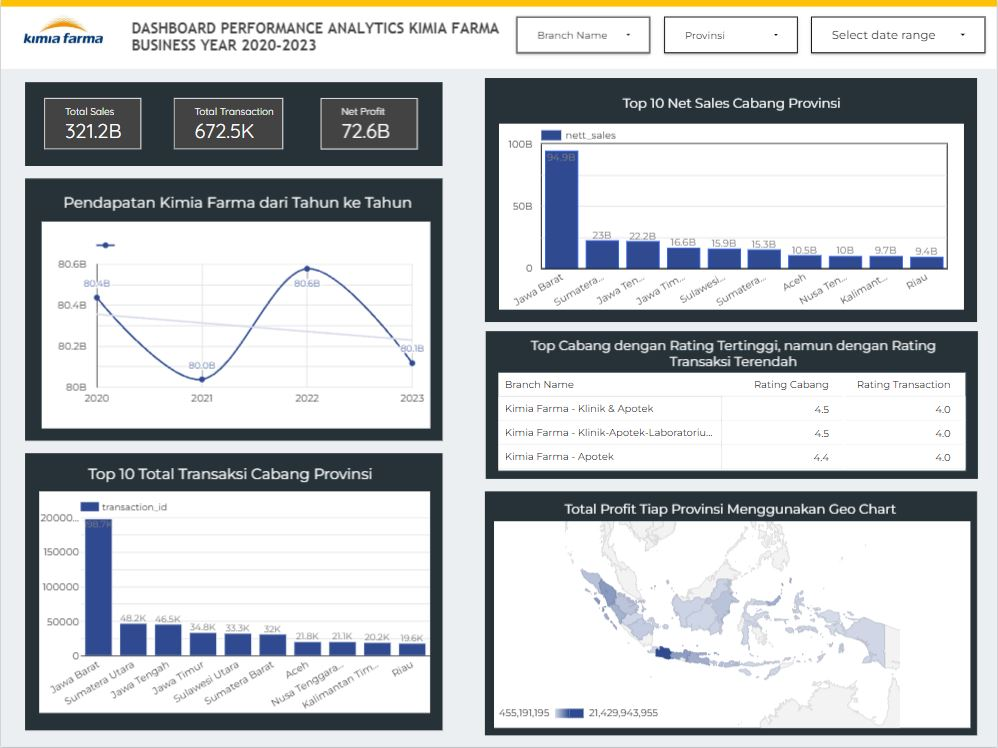 kimia farma
DASHBOARD PERFORMANCE ANALYTICS KIMIA FARMA
BUSINESS YEAR 2020-2023
Branch Name
Provinsi
Select date range
Total Sales
321.2B
Total Transaction
672.5K
Net Profit
72.6B
Pendapatan Kimia Farma dari Tahun ke Tahun
80.6B
80.4B
80.2B
80B
80.4B
80.0B
80.6B
80.1B
2020
2021
2022
2023
Top 10 Total Transaksi Cabang Provinsi
transaction_id
20000...
150000
100000
50000
0
98.7K
48.2K
46.5K
34.8K
33.3K
32K
21.8K
21.1K
20.2K
19.6K
Jawa Barat
Sumatera Utara
Jawa Tengah
Jawa Timur
Sulawesi Utara
Sumatera Barat
Aceh
Nusa Tenggara...
Kalimantan Tim...
Riau
Top 10 Net Sales Cabang Provinsi
nett_sales
100B
50B
0
94.9B
23B
22.2B
16.6B
15.9B
15.3B
10.5B
10B
9.7B
9.4B
Jawa Barat
Sumatera...
Jawa Ten...
Jawa Tim...
Sulawesi...
Sumatera...
Aceh
Nusa Ten...
Kalimant...
Riau
Top Cabang dengan Rating Tertinggi, namun dengan Rating
Transaksi Terendah
Branch Name Rating Cabang Rating Transaction
Kimia Farma - Klinik & Apotek 4.5 4.0
Kimia Farma - Klinik-Apotek-Laboratoriu... 4.5 4.0
Kimia Farma - Apotek 4.4 4.0
Total Profit Tiap Provinsi Menggunakan Geo Chart
455,191,195
21,429,943,955